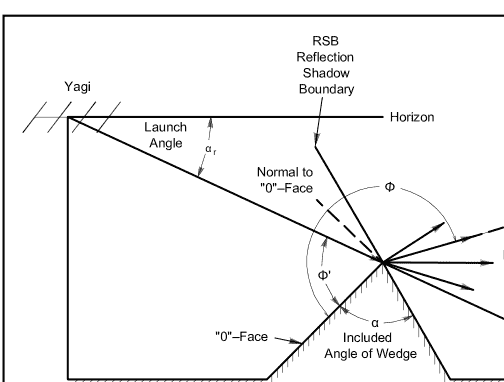 RSB
Reflection
Shadow
Boundary
Yagi
Horizon
Launch
Angle
αr
Normal to
"0"–Face
Φ
Φ'
α
"0"–Face
Included
Angle of Wedge